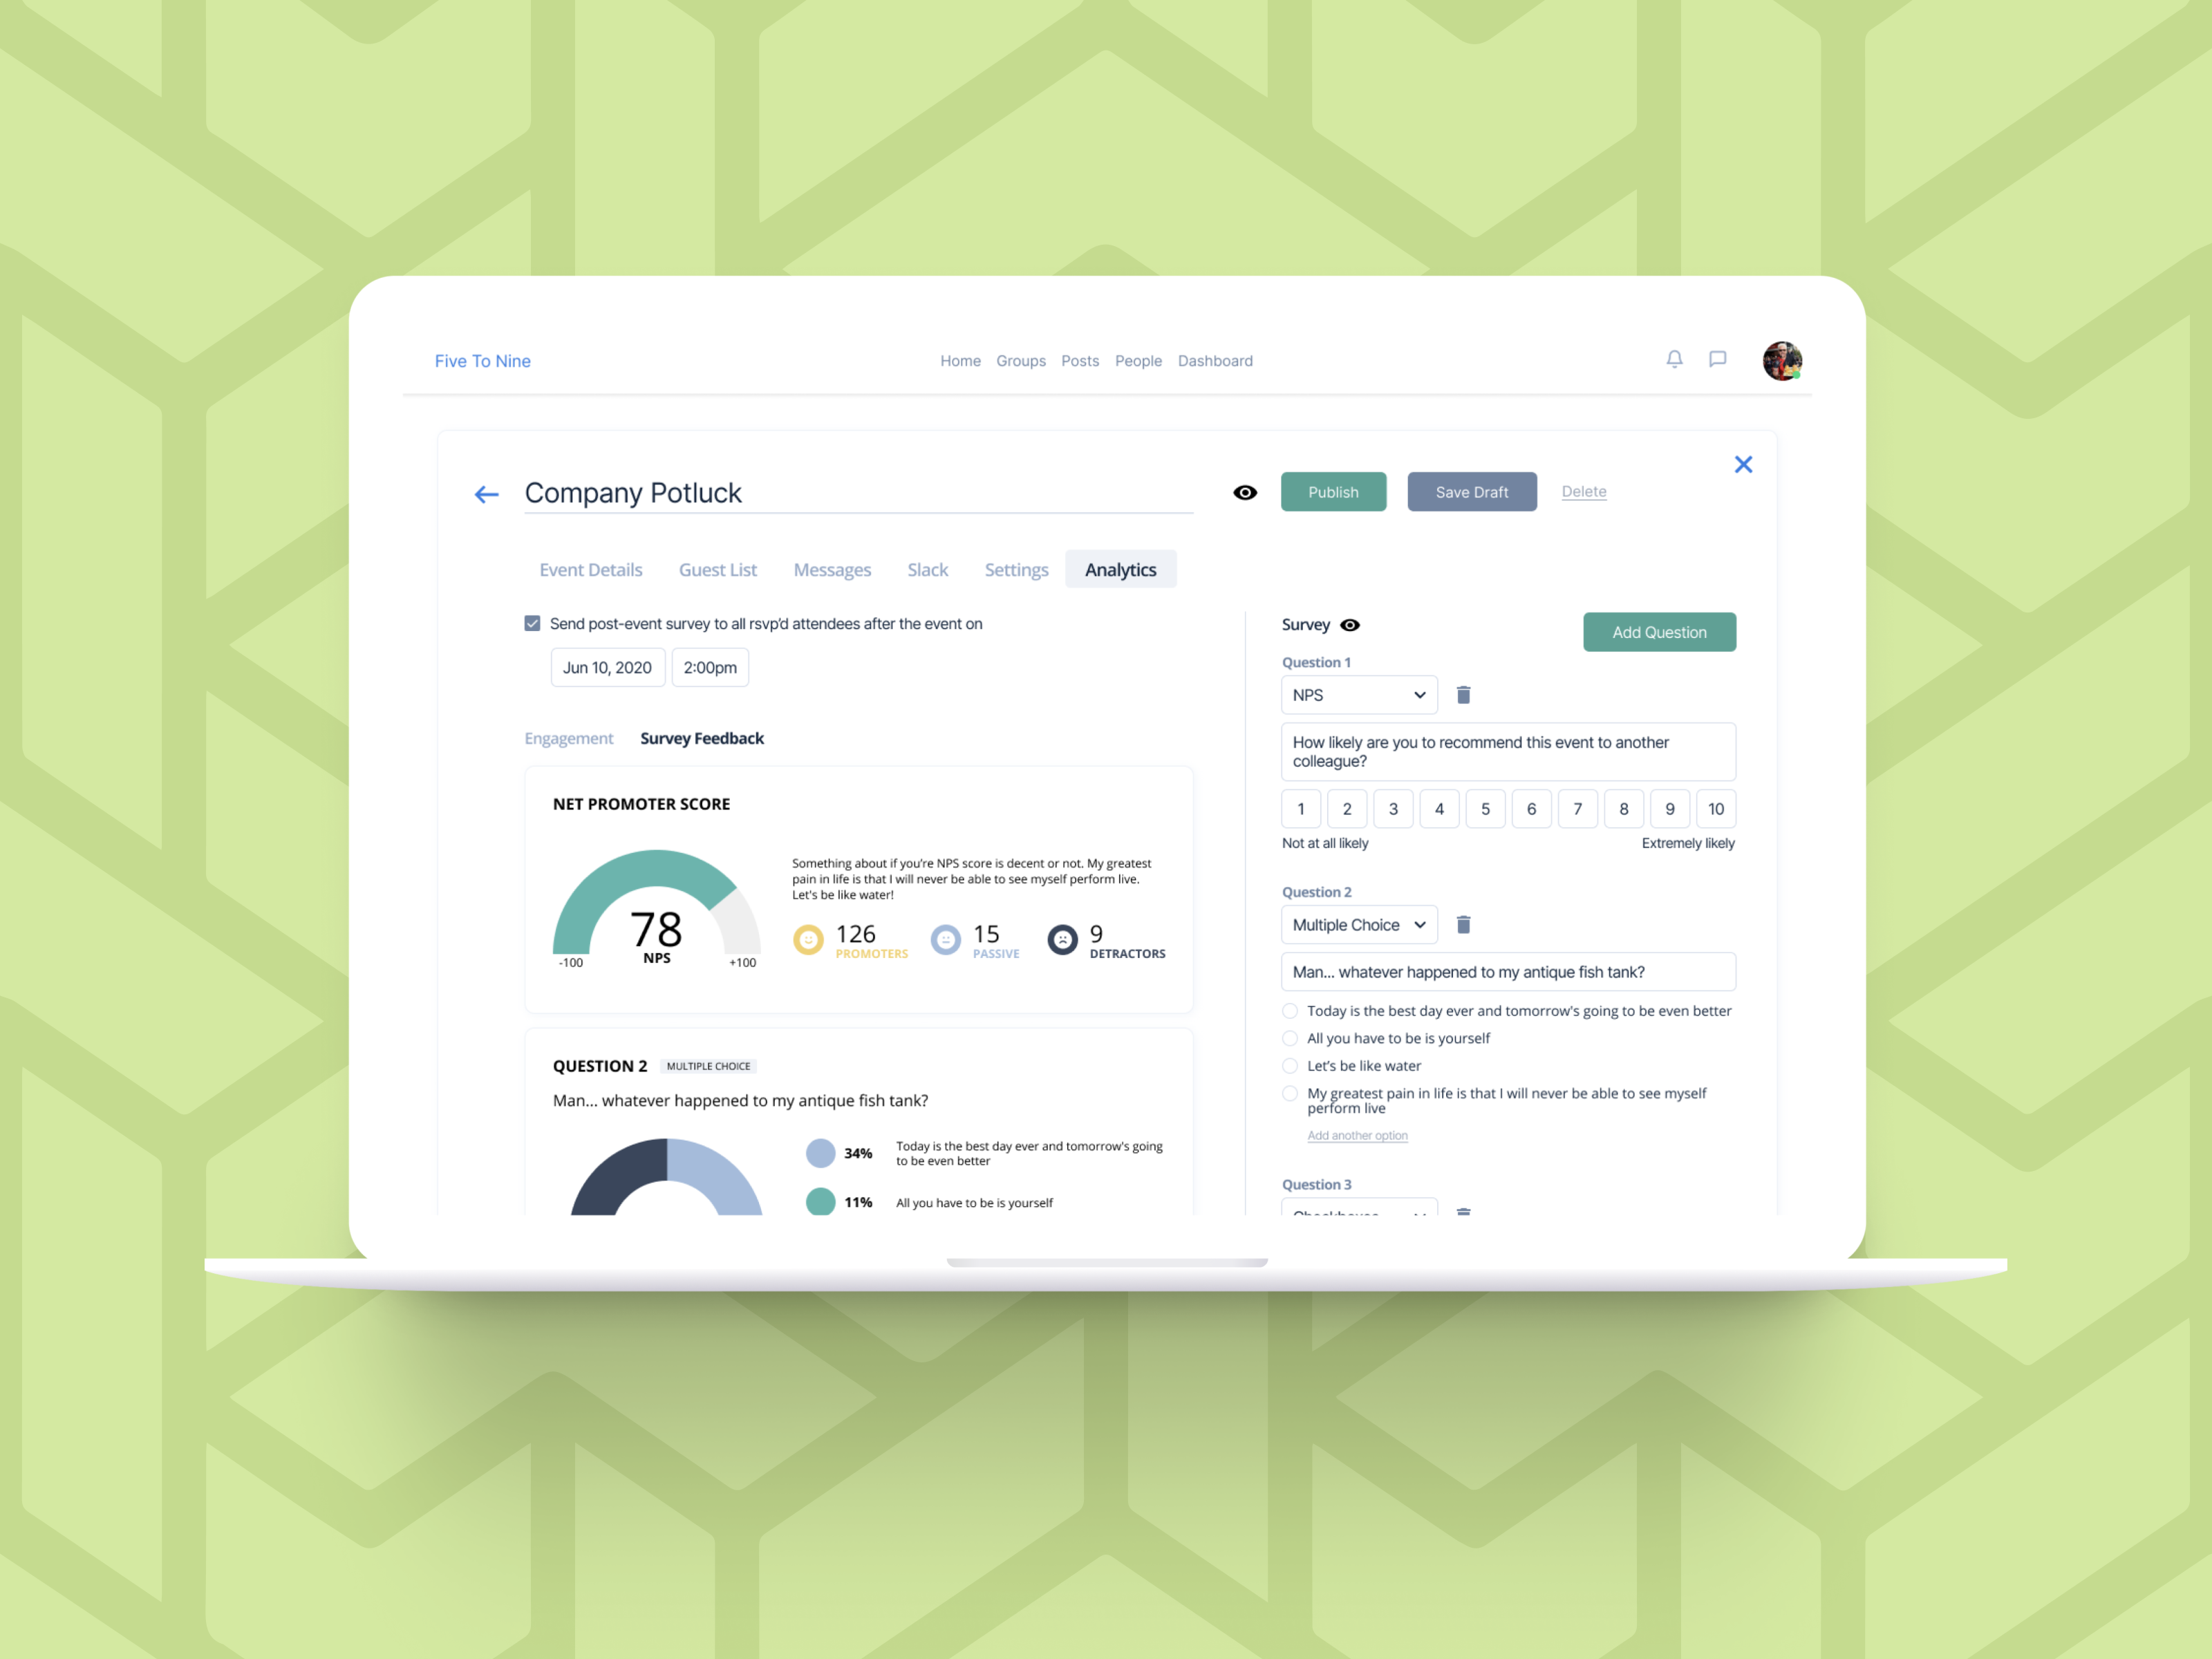 Five To Nine
Home Groups Posts People Dashboard
Company Potluck
Publish Save Draft Delete
Event Details Guest List Messages Slack Settings Analytics
Send post-event survey to all rsvp'd attendees after the event on
Jun 10, 2020 2:00pm
Engagement Survey Feedback
NET PROMOTER SCORE
78
NPS
-100 +100
Something about if you're NPS score is decent or not. My greatest
pain in life is that I will never be able to see myself perform live.
Let's be like water!
126 PROMOTERS
15 PASSIVE
9 DETRACTORS
QUESTION 2 MULTIPLE CHOICE
Man... whatever happened to my antique fish tank?
34% Today is the best day ever and tomorrow's going
to be even better
11% All you have to be is yourself
Survey
Add Question
Question 1
NPS
How likely are you to recommend this event to another
colleague?
1 2 3 4 5 6 7 8 9 10
Not at all likely Extremely likely
Question 2
Multiple Choice
Man... whatever happened to my antique fish tank?
Today is the best day ever and tomorrow's going to be even better
All you have to be is yourself
Let's be like water
My greatest pain in life is that I will never be able to see myself
perform live
Add another option
Question 3